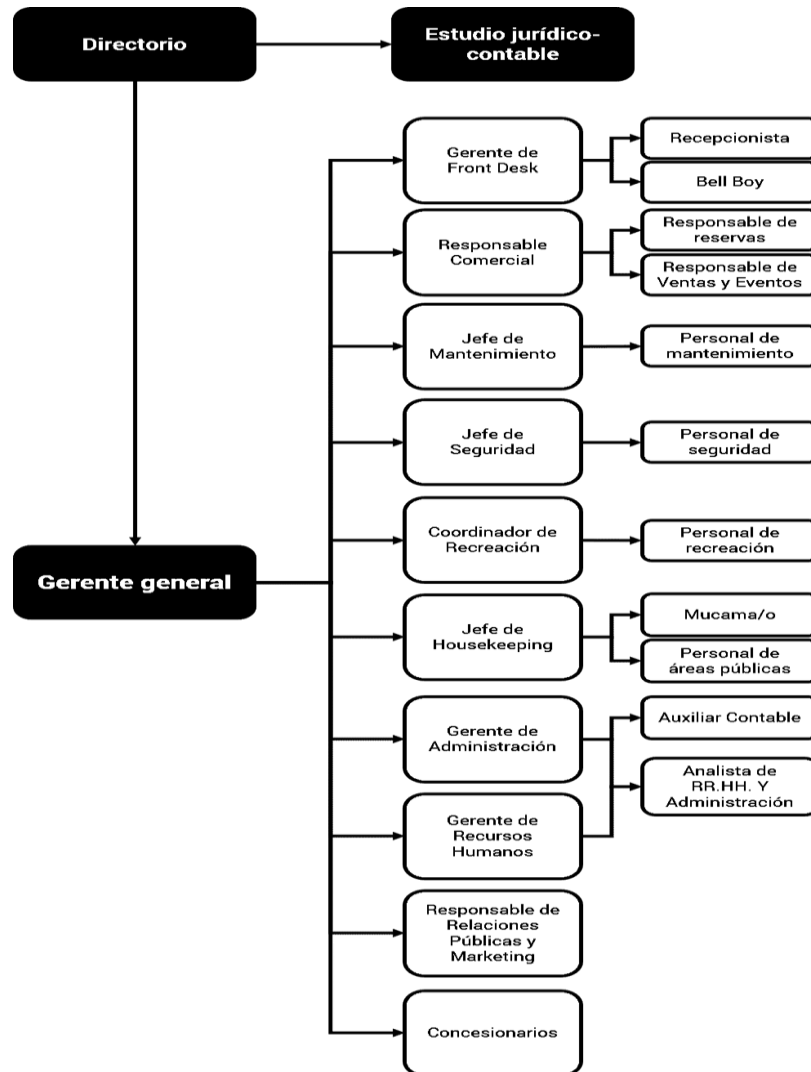 Directorio
Estudio jurídico-
contable
Gerente de
Front Desk
Recepcionista
Bell Boy
Responsable
Comercial
Responsable de
reservas
Responsable de
Ventas y Eventos
Jefe de
Mantenimiento
Personal de
mantenimiento
Jefe de
Seguridad
Personal de
seguridad
Gerente general
Coordinador de
Recreación
Personal de
recreación
Jefe de
Housekeeping
Mucama/o
Personal de
áreas públicas
Gerente de
Administración
Auxiliar Contable
Analista de
RR.HH. Y
Administración
Gerente de
Recursos
Humanos
Responsable de
Relaciones
Públicas y
Marketing
Concesionarios